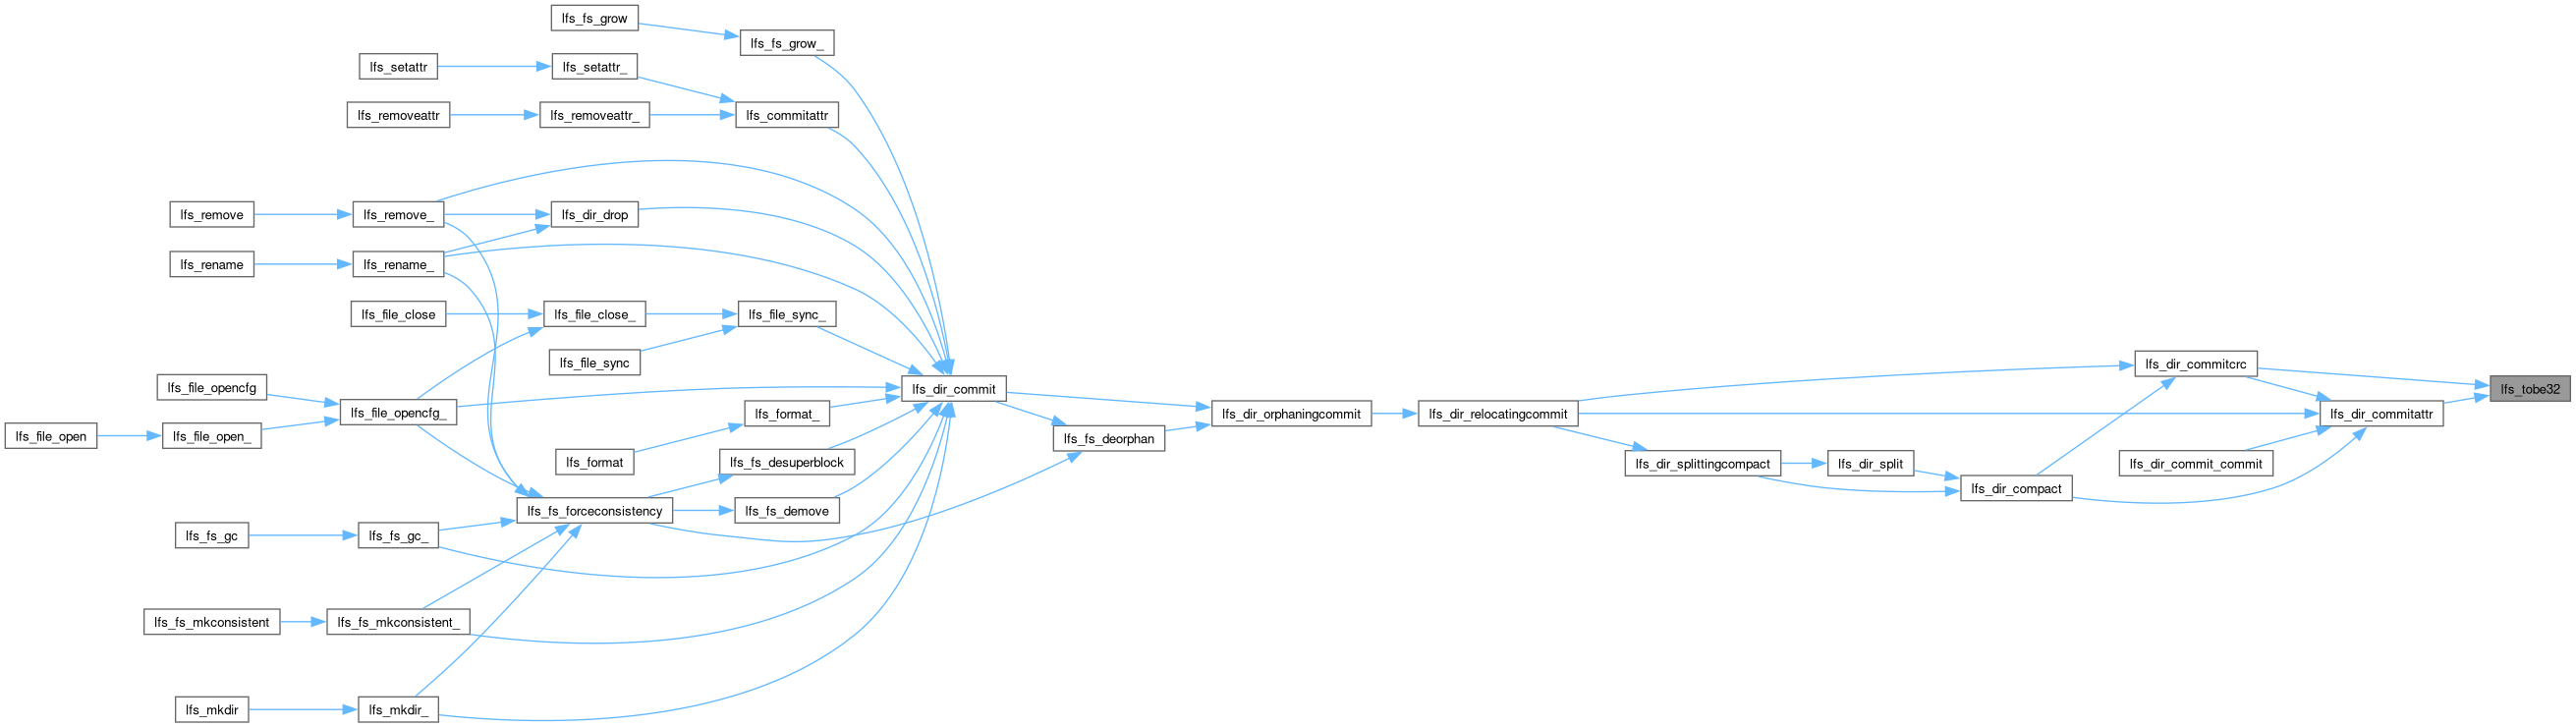 lfs_fs_grow
lfs_fs_grow_
lfs_setattr
lfs_setattr_
lfs_removeattr
lfs_removeattr_
lfs_commitattr
lfs_remove
lfs_remove_
lfs_dir_drop
lfs_rename
lfs_rename_
lfs_file_close
lfs_file_close_
lfs_file_sync_
lfs_file_sync
lfs_dir_commitcrc
lfs_file_opencfg
lfs_dir_commit
lfs_tobe32
lfs_file_opencfg_
lfs_format_
lfs_dir_orphaningcommit
lfs_dir_relocatingcommit
lfs_dir_commitattr
lfs_file_open
lfs_file_open_
lfs_fs_deorphan
lfs_format
lfs_fs_desuperblock
lfs_dir_splittingcompact
lfs_dir_split
lfs_dir_commit_commit
lfs_dir_compact
lfs_fs_forceconsistency
lfs_fs_demove
lfs_fs_gc
lfs_fs_gc_
lfs_fs_mkconsistent
lfs_fs_mkconsistent_
lfs_mkdir
lfs_mkdir_